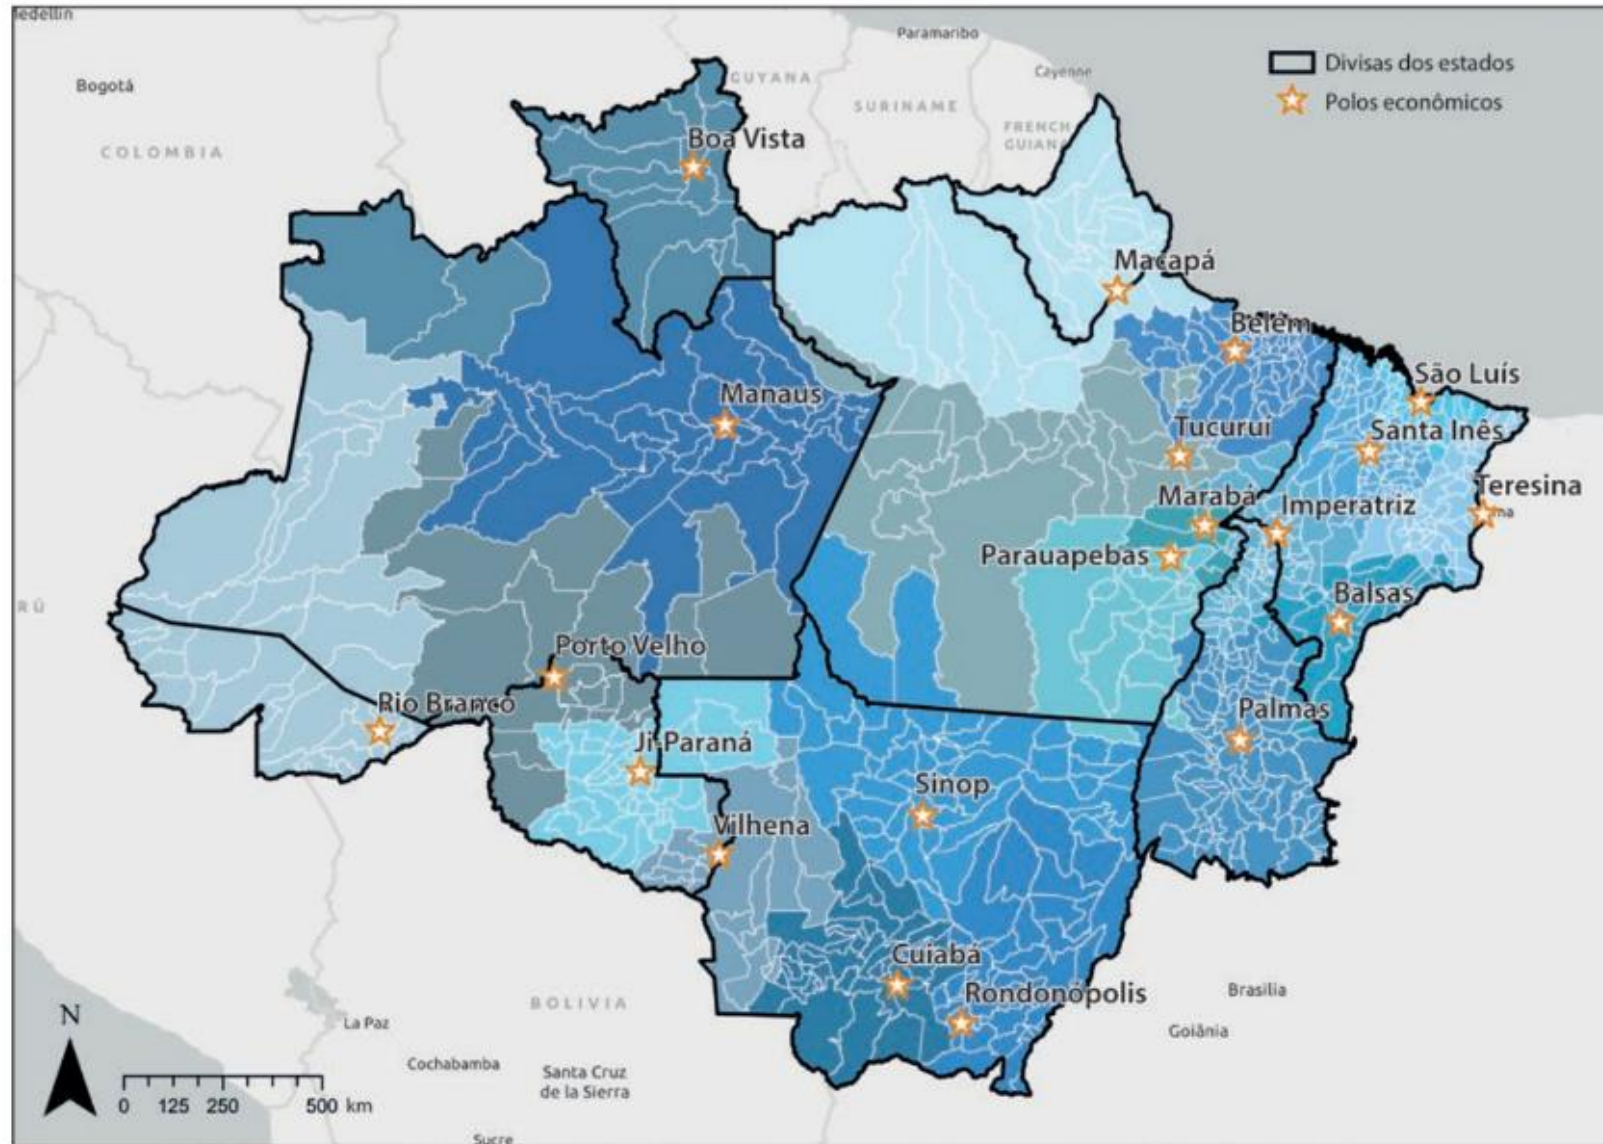 Medellín
Paramaribo
Divisas dos estados
Cayenne
Bogotá
GUYANA
Polos econômicos
SURINAME
FRENCH
GUIANA
COLOMBIA
Boa Vista
Macapá
Belém
Manaus
São Luís
Tucuruí
Santa Inês
Marabá
Imperatriz
Teresina
Parauapebas
Balsas
Porto Velho
Rio Branco
Palmas
Ji-Paraná
Sinop
Vilhena
Cuiabá
Rondonópolis
BOLIVIA
Brasilia
Goiânia
N
La Paz
Cochabamba
Santa Cruz
de la Sierra
0 125 250 500 km
Sucre